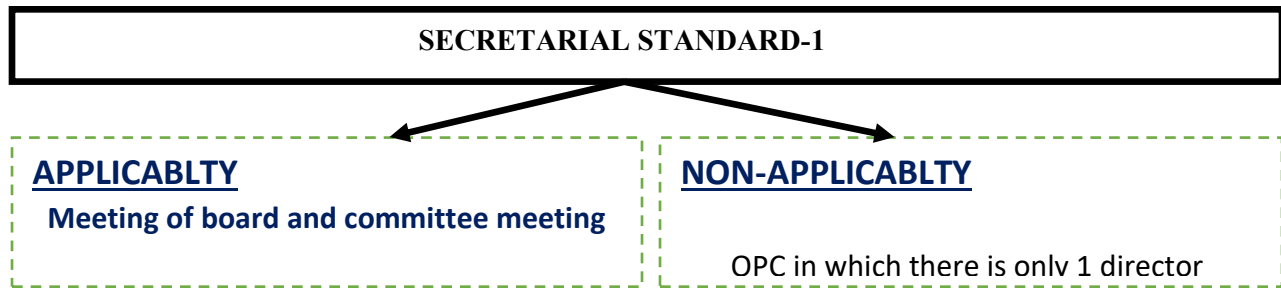 SECRETARIAL STANDARD-1
APPLICABLTY
Meeting of board and committee meeting
NON-APPLICABLTY
OPC in which there is only 1 director